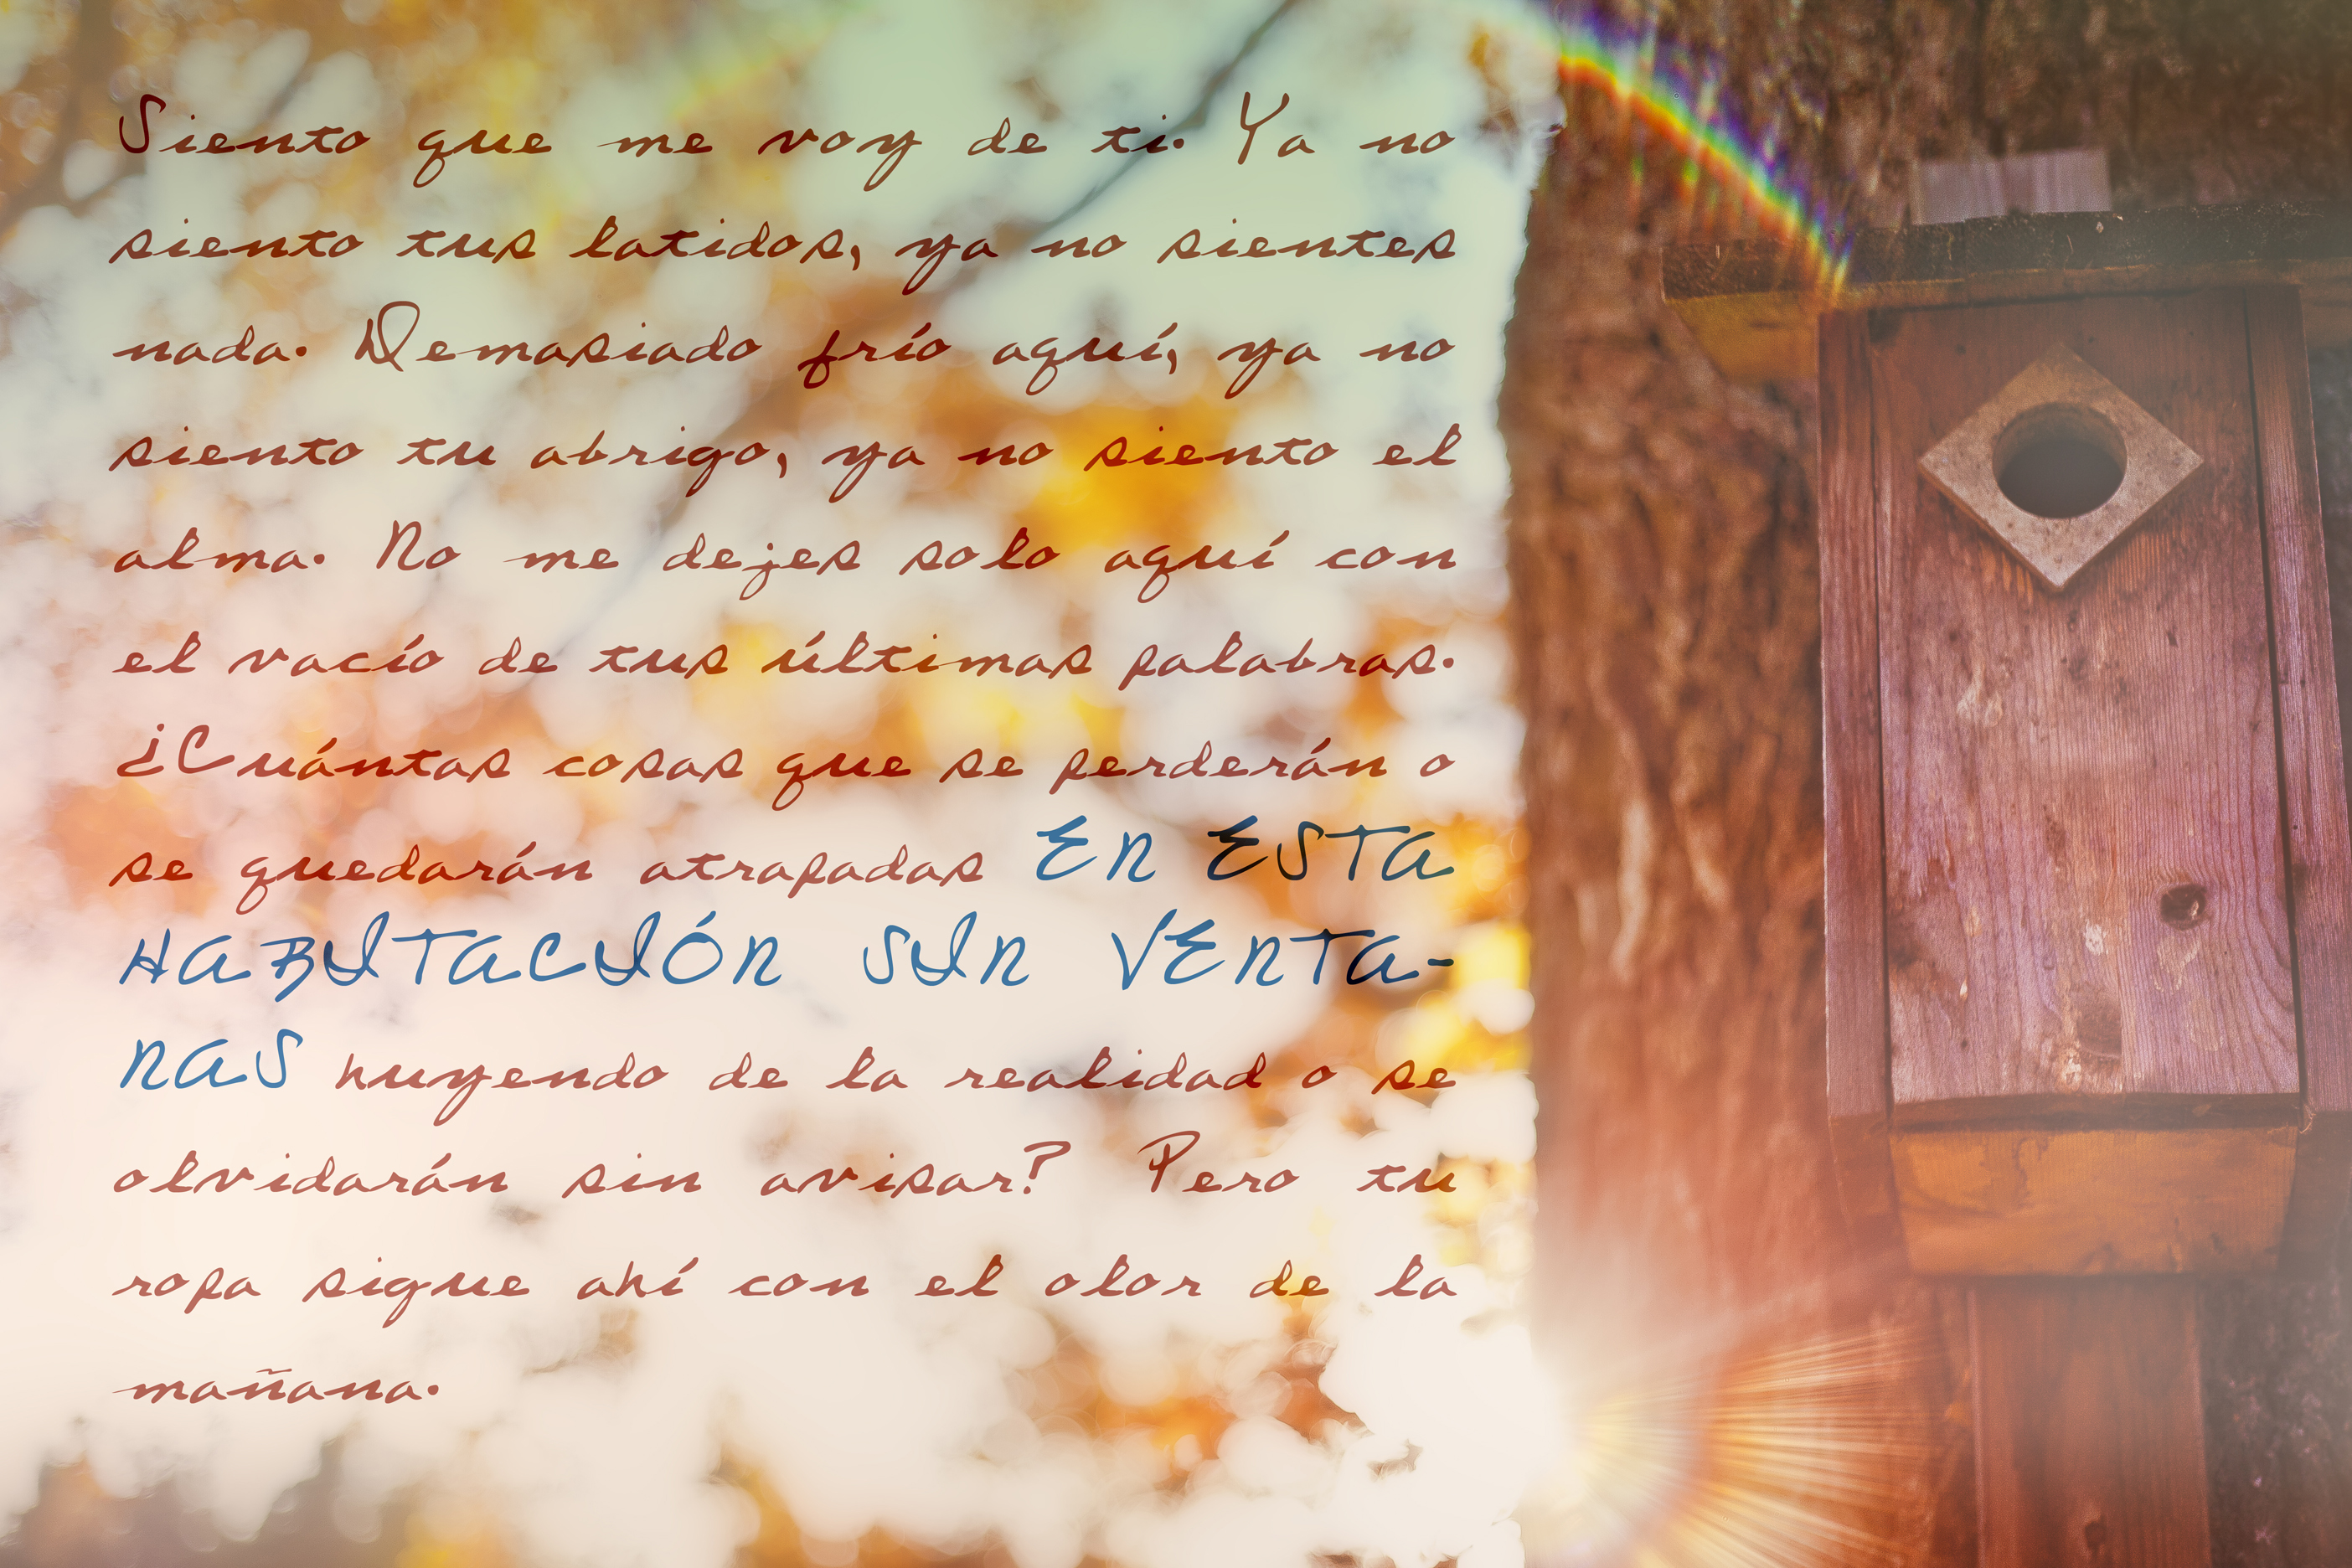 Siento que me voy de ti. Ya no
siento tus latidos, ya no sientes
nada. Demasiado frío aquí, ya no
siento tu abrigo, ya no siento el
alma. No me dejes solo aquí con
el vacío de tus últimas palabras.
¿Cuántas cosas que se perderán o
se quedarán atrapadas EN ESTA
HABITACIÓN SIN VENTA-
NAS huyendo de la realidad o se
olvidarán sin avisar? Pero tu
ropa sigue ahí con el olor de la
mañana.